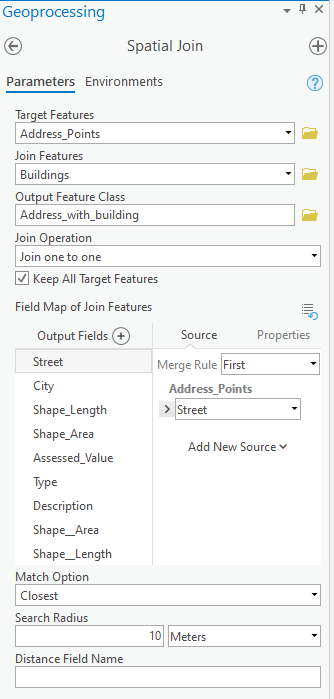 Geoprocessing
Spatial Join
Parameters Environments
Target Features
Address_Points
Join Features
Buildings
Output Feature Class
Address_with_building
Join Operation
Join one to one
Keep All Target Features
Field Map of Join Features
Output Fields
Source Properties
Street
City
Shape_Length
Shape_Area
Assessed_Value
Type
Description
Shape__Area
Shape__Length
Merge Rule First
Address_Points
Street
Add New Source
Match Option
Closest
Search Radius
10 Meters
Distance Field Name